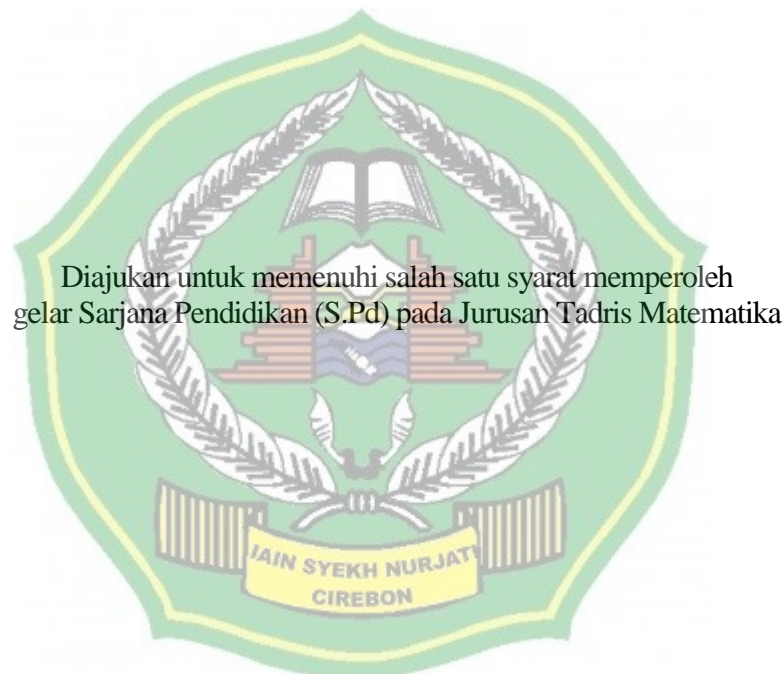 Diajukan untuk memenuhi salah satu syarat memperoleh
gelar Sarjana Pendidikan (S.Pd) pada Jurusan Tadris Matematika
IAIN SYEKH NURJATI
CIREBON